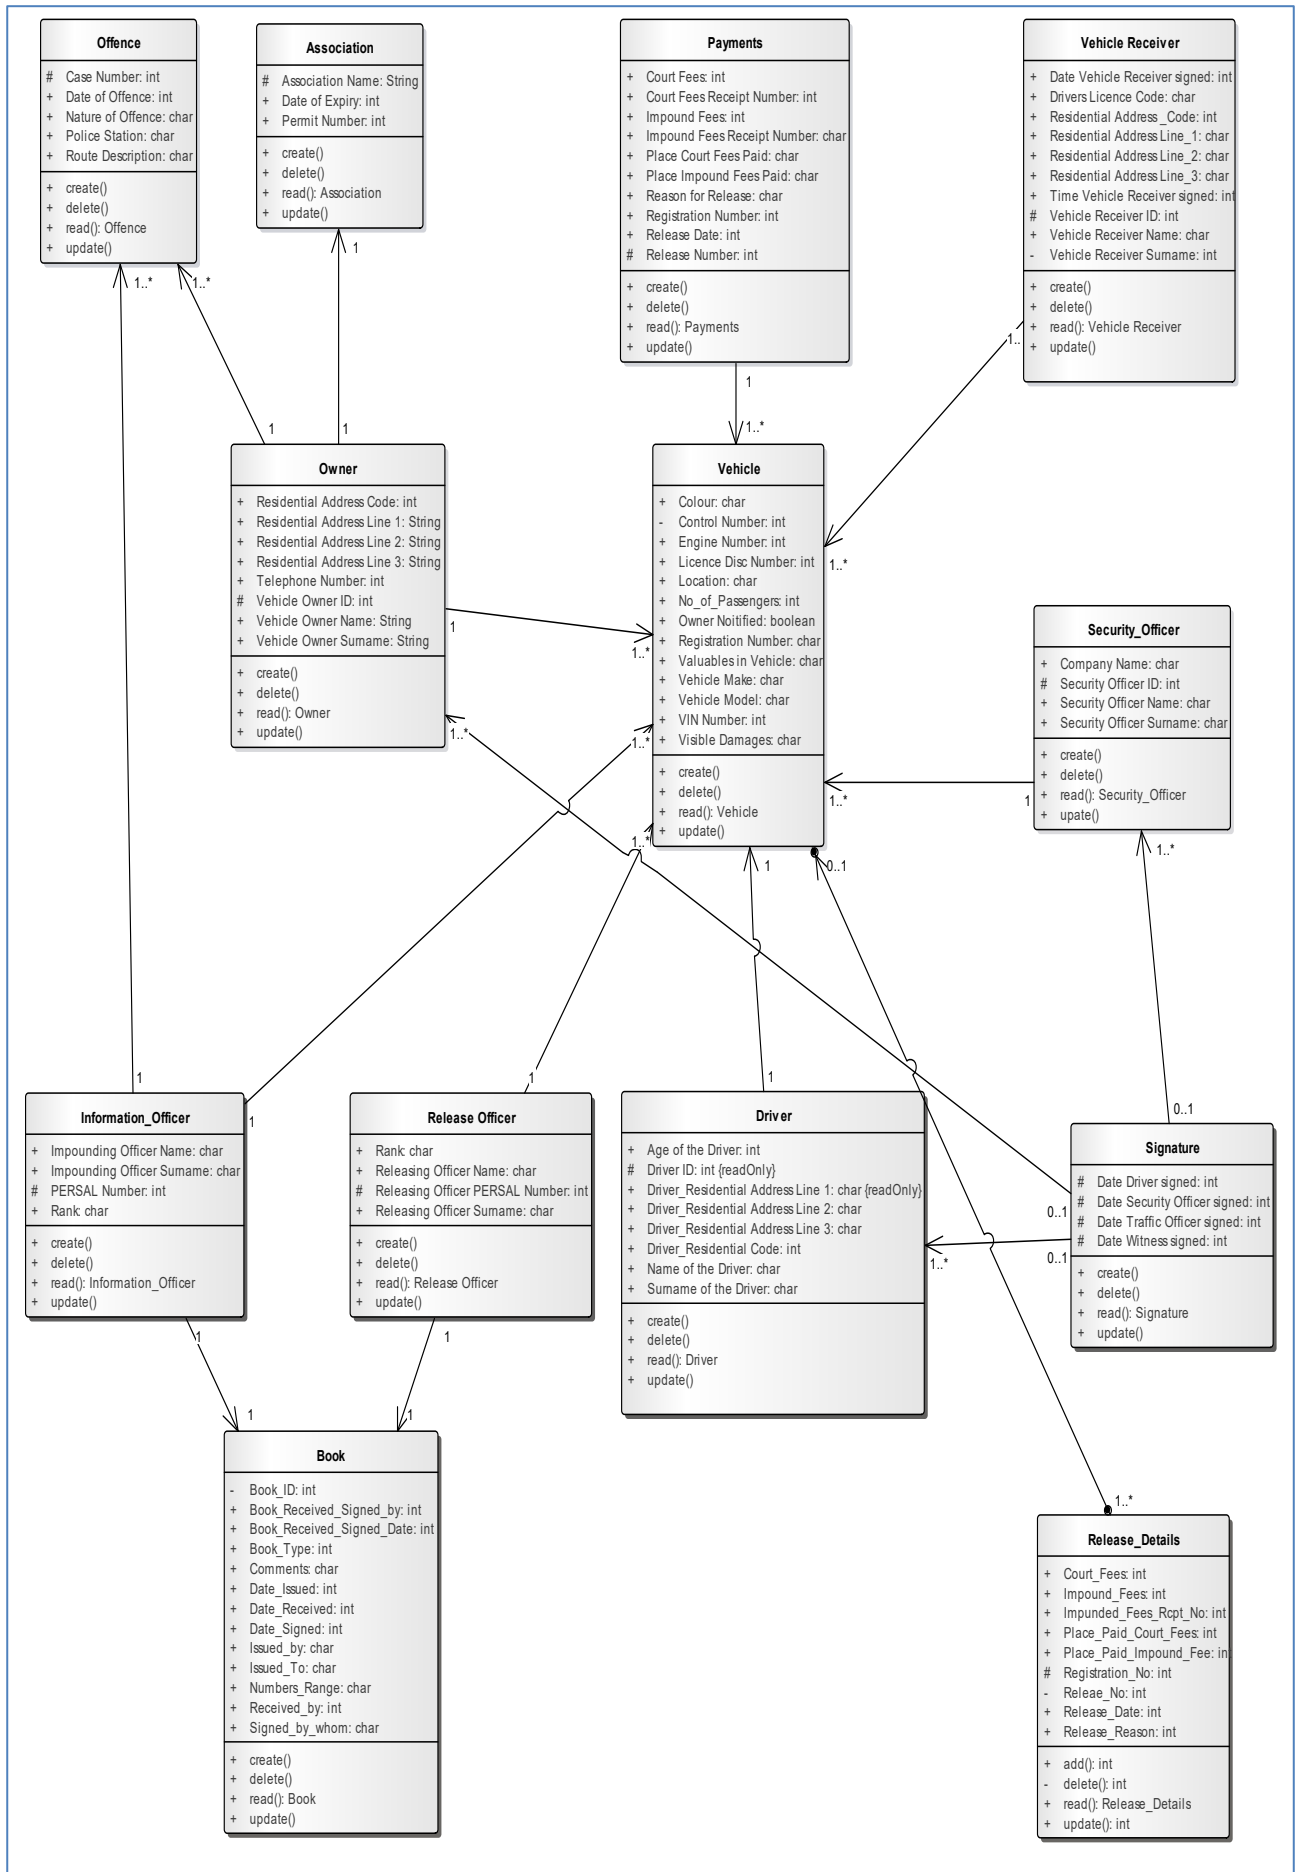 Offence
# Case Number: int
+ Date of Offence: int
+ Nature of Offence: char
+ Police Station: char
+ Route Description: char
+ create()
+ delete()
+ read(): Offence
+ update()
Association
# Association Name: String
+ Date of Expiry: int
+ Permit Number: int
+ create()
+ delete()
+ read(): Association
+ update()
Payments
+ Court Fees: int
+ Court Fees Receipt Number: int
+ Impound Fees: int
+ Impound Fees Receipt Number: char
+ Place Court Fees Paid: char
+ Place Impound Fees Paid: char
+ Reason for Release: char
+ Registration Number: int
+ Release Date: int
# Release Number: int
+ create()
+ delete()
+ read(): Payments
+ update()
Vehicle Receiver
+ Date Vehicle Receiver signed: int
+ Drivers Licence Code: char
+ Residential Address _Code: int
+ Residential Address Line_1: char
+ Residential Address Line_2: char
+ Residential Address Line_3: char
+ Time Vehicle Receiver signed: int
# Vehicle Receiver ID: int
+ Vehicle Receiver Name: char
- Vehicle Receiver Surname: int
+ create()
+ delete()
+ read(): Vehicle Receiver
+ update()
1..*
1..*
1
1
1..
1
1
1..*
Owner
+ Residential Address Code: int
+ Residential Address Line 1: String
+ Residential Address Line 2: String
+ Residential Address Line 3: String
+ Telephone Number: int
# Vehicle Owner ID: int
+ Vehicle Owner Name: String
+ Vehicle Owner Surname: String
+ create()
+ delete()
+ read(): Owner
+ update()
Vehicle
+ Colour: char
- Control Number: int
+ Engine Number: int
+ Licence Disc Number: int
+ Location: char
+ No_of_Passengers: int
+ Owner Noitified: boolean
+ Registration Number: char
+ Valuables in Vehicle: char
+ Vehicle Make: char
+ Vehicle Model: char
+ VIN Number: int
+ Visible Damages: char
+ create()
+ delete()
+ read(): Vehicle
+ update()
1..*
1
1..*
1..*
1..*
Security_Officer
+ Company Name: char
# Security Officer ID: int
+ Security Officer Name: char
+ Security Officer Surname: char
+ create()
+ delete()
+ read(): Security_Officer
+ upate()
1..*
1
1..*
1
0..1
1..*
1
1
1
1
0..1
Information_Officer
+ Impounding Officer Name: char
+ Impounding Officer Surname: char
# PERSAL Number: int
+ Rank: char
+ create()
+ delete()
+ read(): Information_Officer
+ update()
Release Officer
+ Rank: char
+ Releasing Officer Name: char
# Releasing Officer PERSAL Number: int
+ Releasing Officer Surname: char
+ create()
+ delete()
+ read(): Release Officer
+ update()
Driver
+ Age of the Driver: int
# Driver ID: int {readOnly}
+ Driver_Residential Address Line 1: char {readOnly}
+ Driver_Residential Address Line 2: char
+ Driver_Residential Address Line 3: char
+ Driver_Residential Code: int
+ Name of the Driver: char
+ Surname of the Driver: char
+ create()
+ delete()
+ read(): Driver
+ update()
Signature
# Date Driver signed: int
# Date Security Officer signed: int
# Date Traffic Officer signed: int
# Date Witness signed: int
+ create()
+ delete()
+ read(): Signature
+ update()
0..1
0..1
1..*
1
1
1
1
Book
- Book_ID: int
+ Book_Received_Signed_by: int
+ Book_Received_Signed_Date: int
+ Book_Type: int
+ Comments: char
+ Date_Issued: int
+ Date_Received: int
+ Date_Signed: int
+ Issued_by: char
+ Issued_To: char
+ Numbers_Range: char
+ Received_by: int
+ Signed_by_whom: char
+ create()
+ delete()
+ read(): Book
+ update()
1..*
Release_Details
+ Court_Fees: int
+ Impound_Fees: int
+ Impunded_Fees_Rcpt_No: int
+ Place_Paid_Court_Fees: int
+ Place_Paid_Impound_Fee: int
# Registration_No: int
- Releae_No: int
+ Release_Date: int
+ Release_Reason: int
+ add(): int
- delete(): int
+ read(): Release_Details
+ update(): int